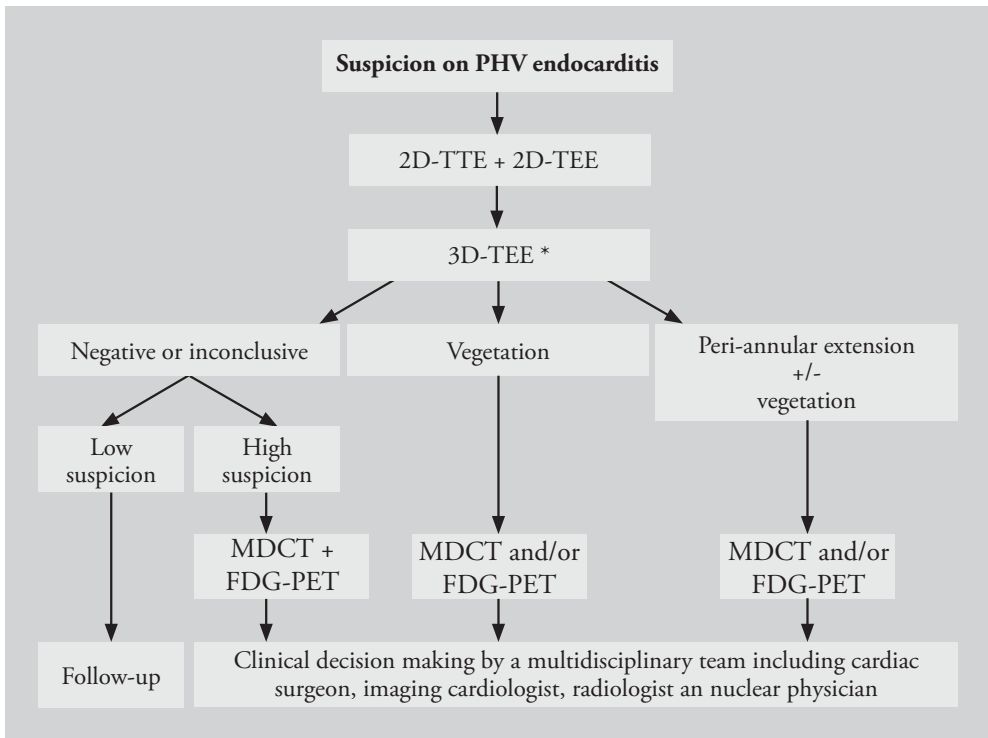 Suspicion on PHV endocarditis
2D-TTE + 2D-TEE
3D-TEE *
Negative or inconclusive
Vegetation
Peri-annular extension
+/-
vegetation
Low
suspicion
High
suspicion
MDCT +
FDG-PET
MDCT and/or
FDG-PET
MDCT and/or
FDG-PET
Follow-up
Clinical decision making by a multidisciplinary team including cardiac
surgeon, imaging cardiologist, radiologist an nuclear physician